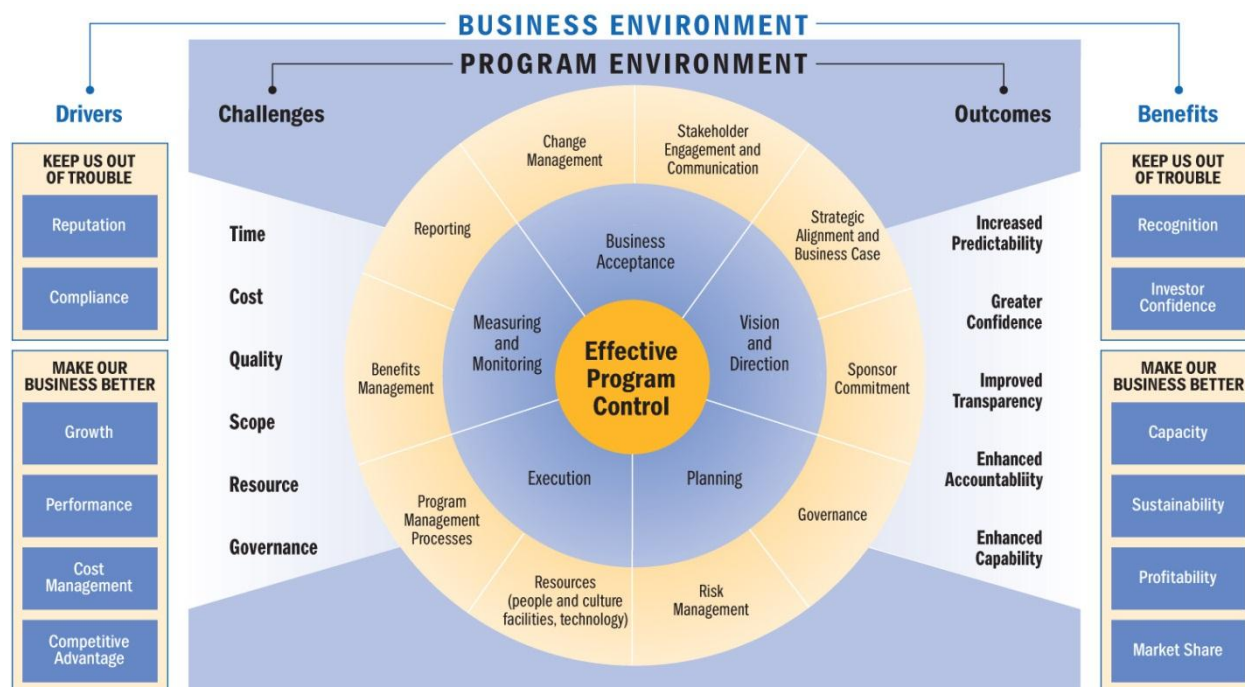 BUSINESS ENVIRONMENT
PROGRAM ENVIRONMENT
Drivers
KEEP US OUT
OF TROUBLE
Reputation
Compliance
MAKE OUR
BUSINESS BETTER
Growth
Performance
Cost
Management
Competitive
Advantage
Challenges
Time
Cost
Quality
Scope
Resource
Governance
Change
Management
Stakeholder
Engagement and
Communication
Strategic
Alignment and
Business Case
Sponsor
Commitment
Governance
Risk
Management
Resources
(people and culture
facilities, technology)
Program
Management
Processes
Benefits
Management
Reporting
Business
Acceptance
Vision
and
Direction
Planning
Execution
Measuring
and
Monitoring
Effective
Program
Control
Outcomes
Increased
Predictability
Greater
Confidence
Improved
Transparency
Enhanced
Accountabliity
Enhanced
Capability
Benefits
KEEP US OUT
OF TROUBLE
Recognition
Investor
Confidence
MAKE OUR
BUSINESS BETTER
Capacity
Sustainability
Profitability
Market Share